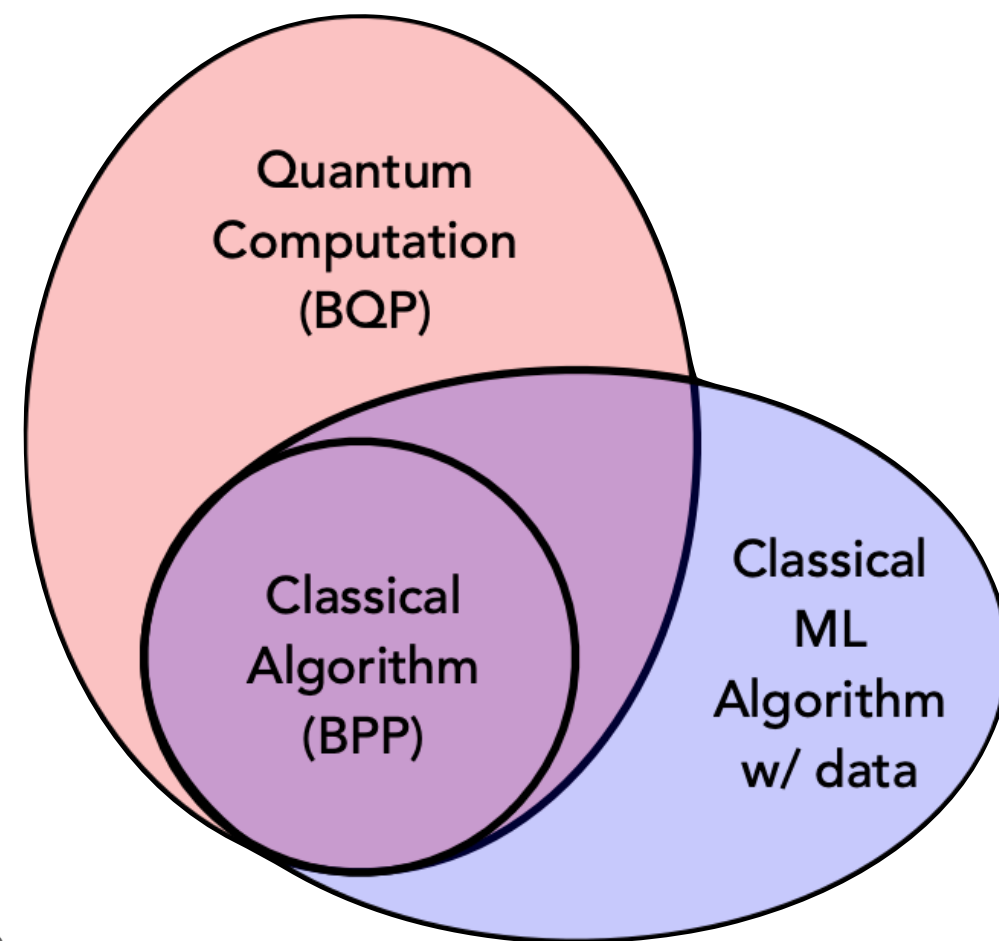 Quantum
Computation
(BQP)
Classical
Algorithm
(BPP)
Classical
ML
Algorithm
w/ data